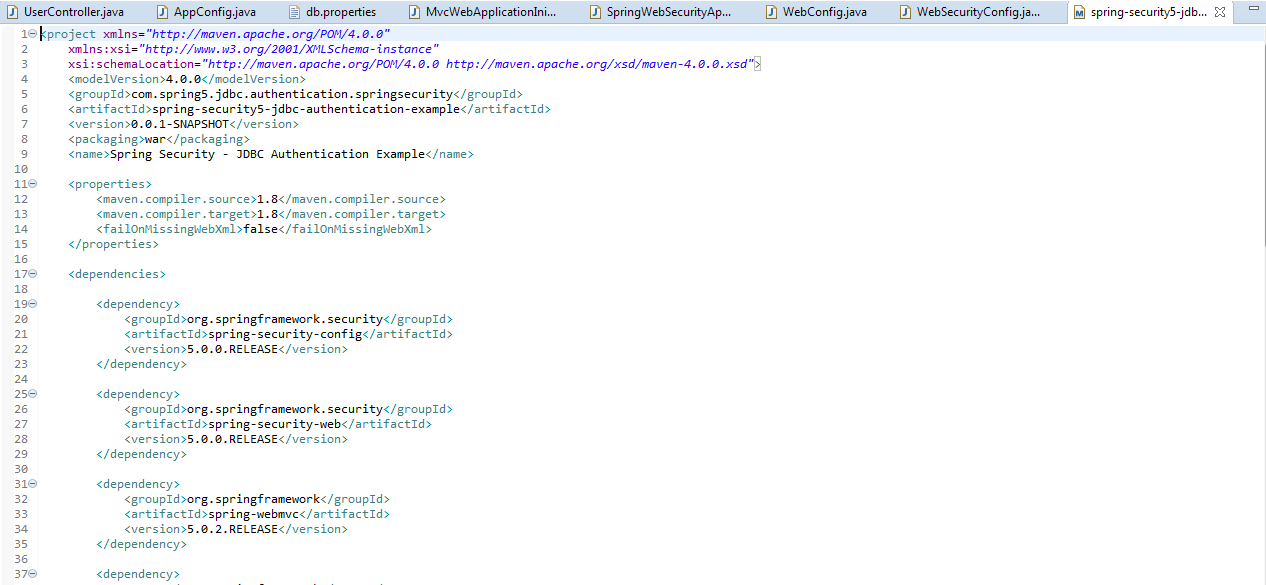 UserController.java AppConfig.java db.properties MvcWebApplicationIni... SpringWebSecurityAp... WebConfig.java WebSecurityConfig.ja... spring-security5-jdb...
1 <project xmlns="http://maven.apache.org/POM/4.0.0"
2 xmlns:xsi="http://www.w3.org/2001/XMLSchema-instance"
3 xsi:schemaLocation="http://maven.apache.org/POM/4.0.0 http://maven.apache.org/xsd/maven-4.0.0.xsd">
4 <modelVersion>4.0.0</modelVersion>
5 <groupId>com.spring5.jdbc.authentication.springsecurity</groupId>
6 <artifactId>spring-security5-jdbc-authentication-example</artifactId>
7 <version>0.0.1-SNAPSHOT</version>
8 <packaging>war</packaging>
9 <name>Spring Security - JDBC Authentication Example</name>
10
11 <properties>
12 <maven.compiler.source>1.8</maven.compiler.source>
13 <maven.compiler.target>1.8</maven.compiler.target>
14 <failOnMissingWebXml>false</failOnMissingWebXml>
15 </properties>
16
17 <dependencies>
18
19 <dependency>
20 <groupId>org.springframework.security</groupId>
21 <artifactId>spring-security-config</artifactId>
22 <version>5.0.0.RELEASE</version>
23 </dependency>
24
25 <dependency>
26 <groupId>org.springframework.security</groupId>
27 <artifactId>spring-security-web</artifactId>
28 <version>5.0.0.RELEASE</version>
29 </dependency>
30
31 <dependency>
32 <groupId>org.springframework</groupId>
33 <artifactId>spring-webmvc</artifactId>
34 <version>5.0.2.RELEASE</version>
35 </dependency>
36
37 <dependency>